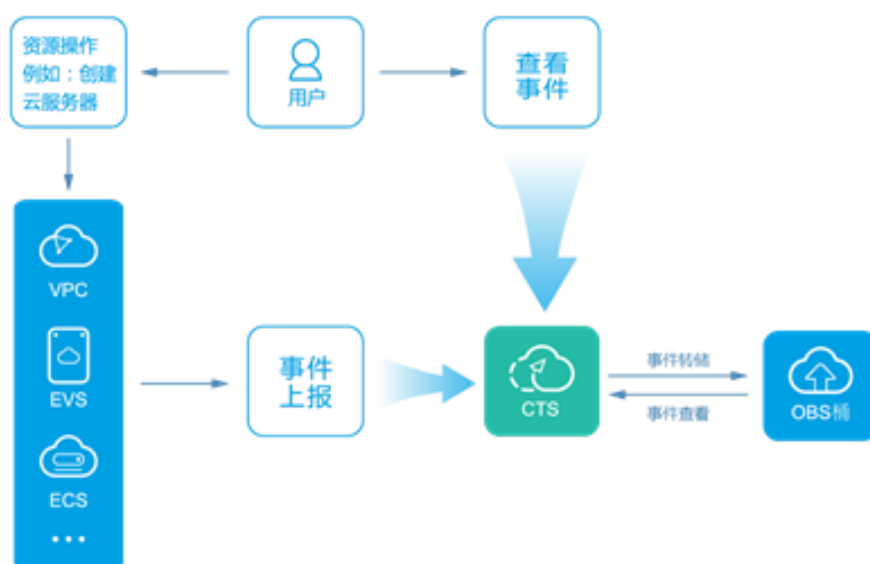 资源操作
例如：创建
云服务器
用户
查看
事件
VPC
EVS
ECS
事件
上报
CTS
事件转储
事件查看
OBS桶